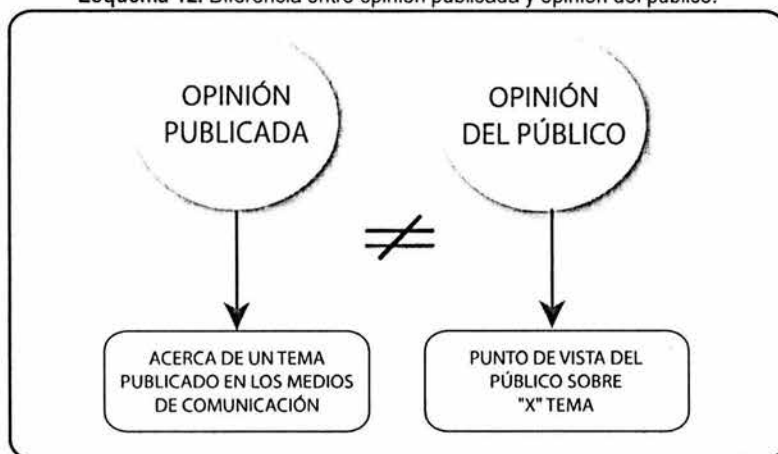 Esquema 12. Diferencia entre opinión publicada y opinión del público.
OPINIÓN
PUBLICADA
OPINIÓN
DEL PÚBLICO
≠
ACERCA DE UN TEMA
PUBLICADO EN LOS MEDIOS
DE COMUNICACIÓN
PUNTO DE VISTA DEL
PÚBLICO SOBRE
"X" TEMA